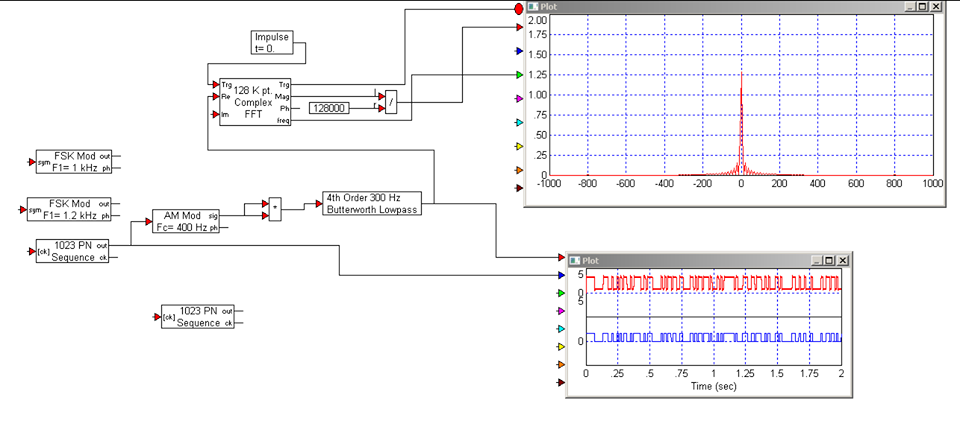 Plot
2.00
1.75
1.50
1.25
1.00
.75
.50
.25
0
-1000 -800 -600 -400 -200 0 200 400 600 800 1000
Impulse
t= 0.
Trg Trg
Re 128 K pt. Mag
Complex Ph
Im FFT freq
128000
l
r
/
FSK Mod out
sym F1= 1 kHz ph
FSK Mod out
sym F1= 1.2 kHz ph
AM Mod sig
Fc= 400 Hz ph
*
4th Order 300 Hz
Butterworth Lowpass
1023 PN out
[ck] Sequence ck
1023 PN out
[ck] Sequence ck
Plot
5
0
5
0
0 .25 .5 .75 1 1.25 1.5 1.75 2
Time (sec)